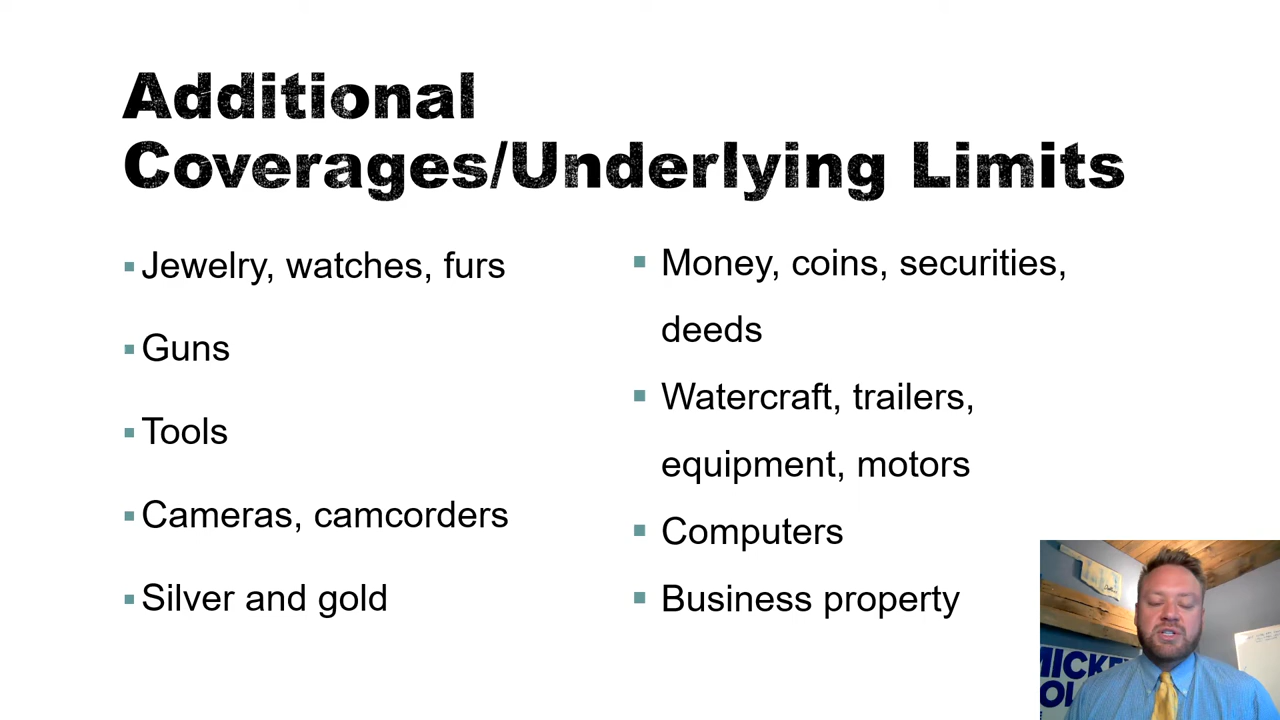 Additional
Coverages/Underlying Limits
Jewelry, watches, furs
Guns
Tools
Cameras, camcorders
Silver and gold
Money, coins, securities,
deeds
Watercraft, trailers,
equipment, motors
Computers
Business property